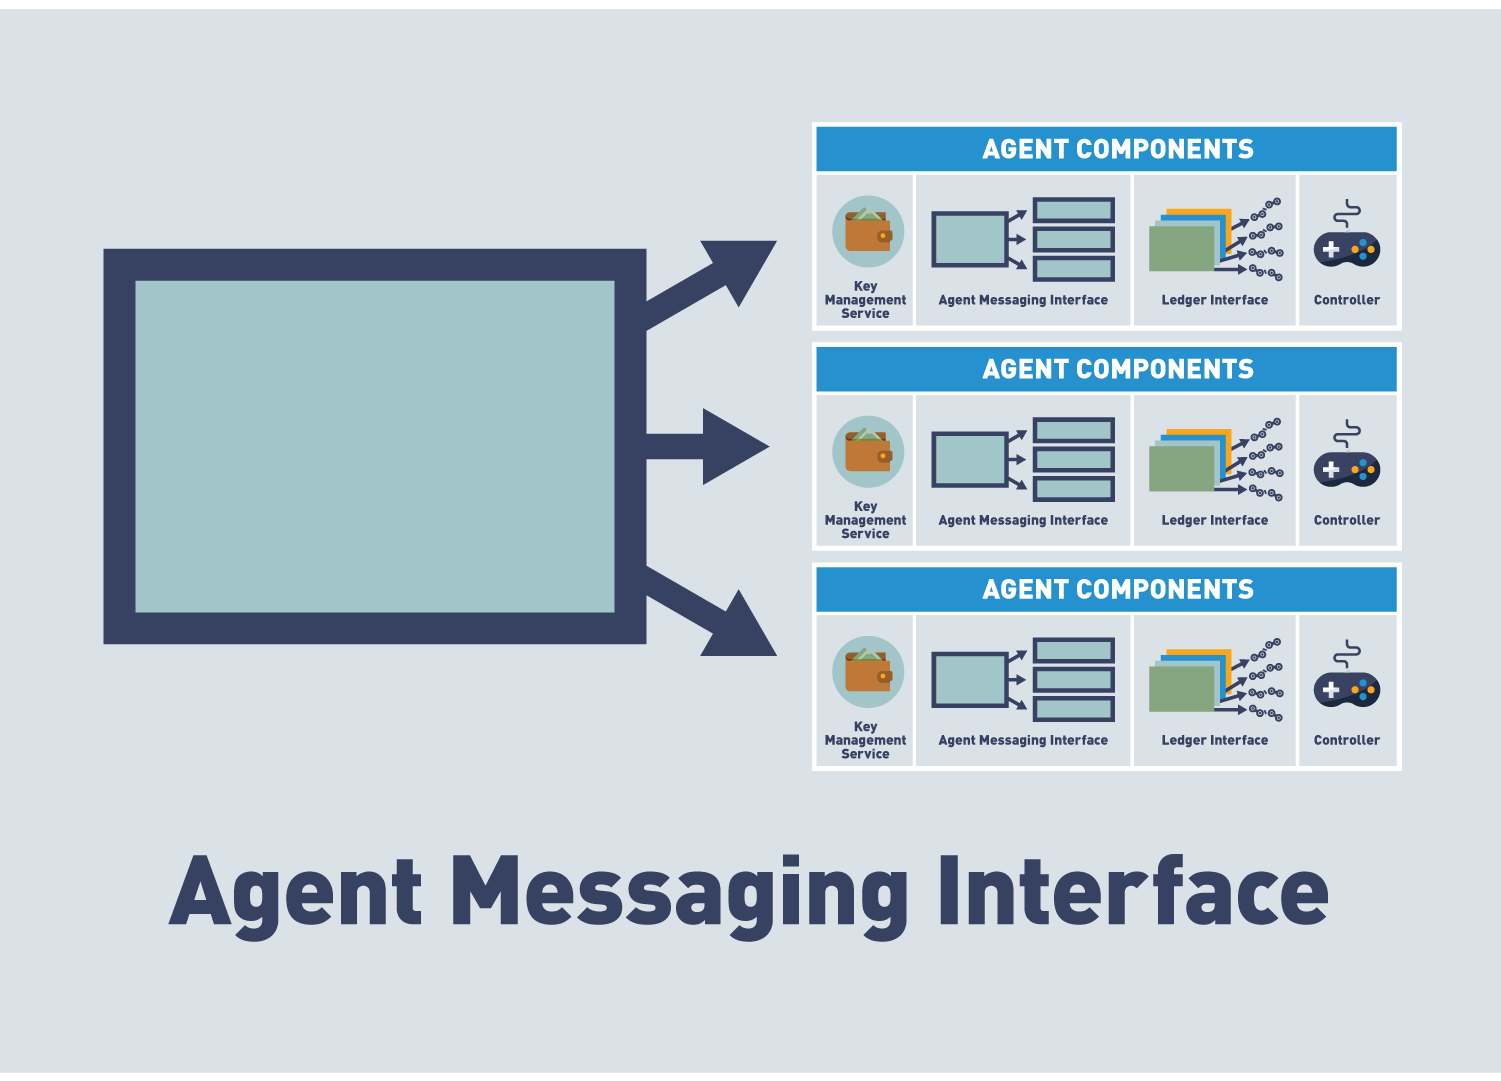 AGENT COMPONENTS
Key
Management
Service
Agent Messaging Interface
Ledger Interface
Controller
AGENT COMPONENTS
Key
Management
Service
Agent Messaging Interface
Ledger Interface
Controller
AGENT COMPONENTS
Key
Management
Service
Agent Messaging Interface
Ledger Interface
Controller
Agent Messaging Interface